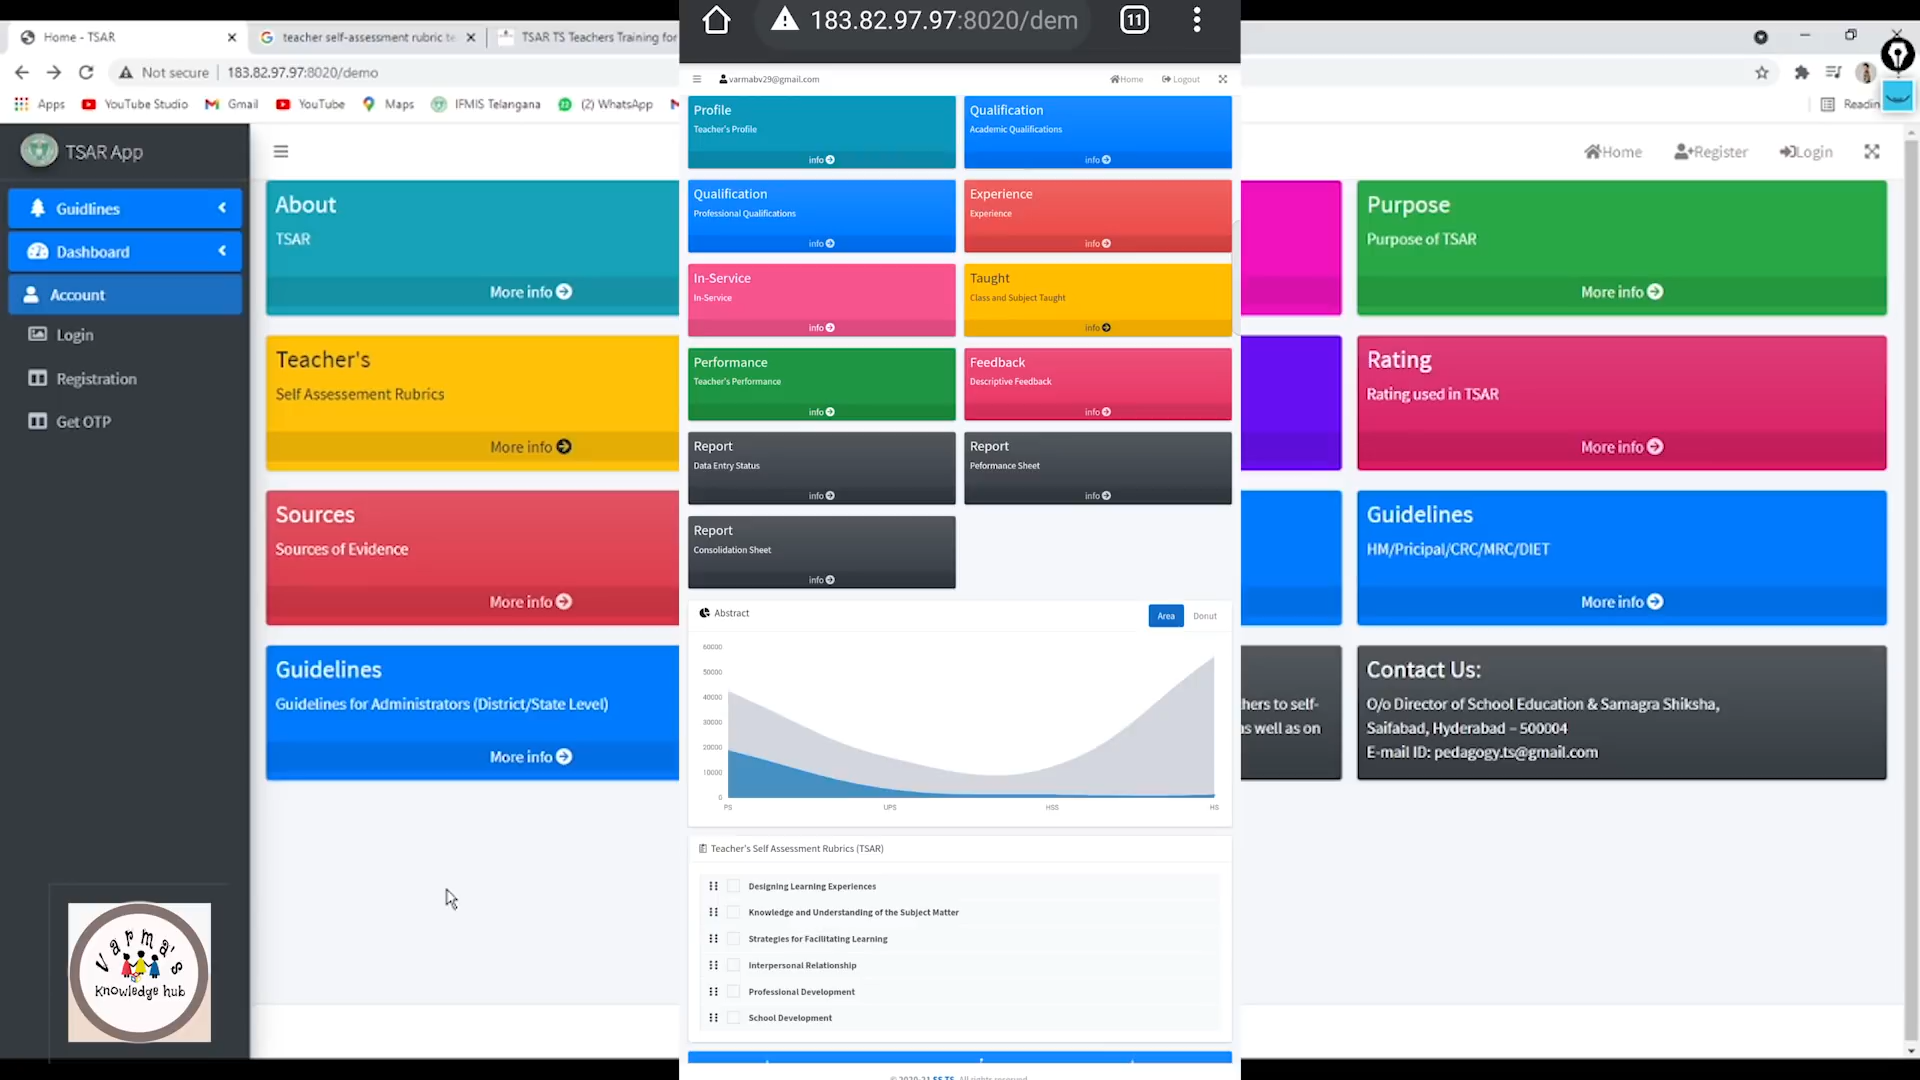 Home - TSAR
teacher self-assessment rubric te
TSAR TS Teachers Training for
Not secure
183.82.97.97:8020/demo
Apps
YouTube Studio
Gmail
YouTube
Maps
IFMIS Telangana
(2) WhatsApp
Readin
TSAR App
Guidlines
Dashboard
Account
Login
Registration
Get OTP
Varma's
Knowledge hub
Home
Register
Login
About
TSAR
More info
Teacher's
Self Assessement Rubrics
More info
Sources
Sources of Evidence
More info
Guidelines
Guidelines for Administrators (District/State Level)
More info
183.82.97.97:8020/dem
11
varmabv29@gmail.com
Home
Logout
Profile
Teacher's Profile
info
Qualification
Academic Qualifications
info
Qualification
Professional Qualifications
info
Experience
Experience
info
In-Service
In-Service
info
Taught
Class and Subject Taught
info
Performance
Teacher's Performance
info
Feedback
Descriptive Feedback
info
Report
Data Entry Status
info
Report
Peformance Sheet
info
Report
Consolidation Sheet
info
Abstract
Area
Donut
60000
50000
40000
30000
20000
10000
0
PS
UPS
HSS
HS
Teacher's Self Assessment Rubrics (TSAR)
Designing Learning Experiences
Knowledge and Understanding of the Subject Matter
Strategies for Facilitating Learning
Interpersonal Relationship
Professional Development
School Development
Purpose
Purpose of TSAR
More info
Rating
Rating used in TSAR
More info
Guidelines
HM/Pricipal/CRC/MRC/DIET
More info
hers to self-
s well as on
Contact Us:
O/o Director of School Education & Samagra Shiksha,
Saifabad, Hyderabad – 500004
E-mail ID: pedagogy.ts@gmail.com